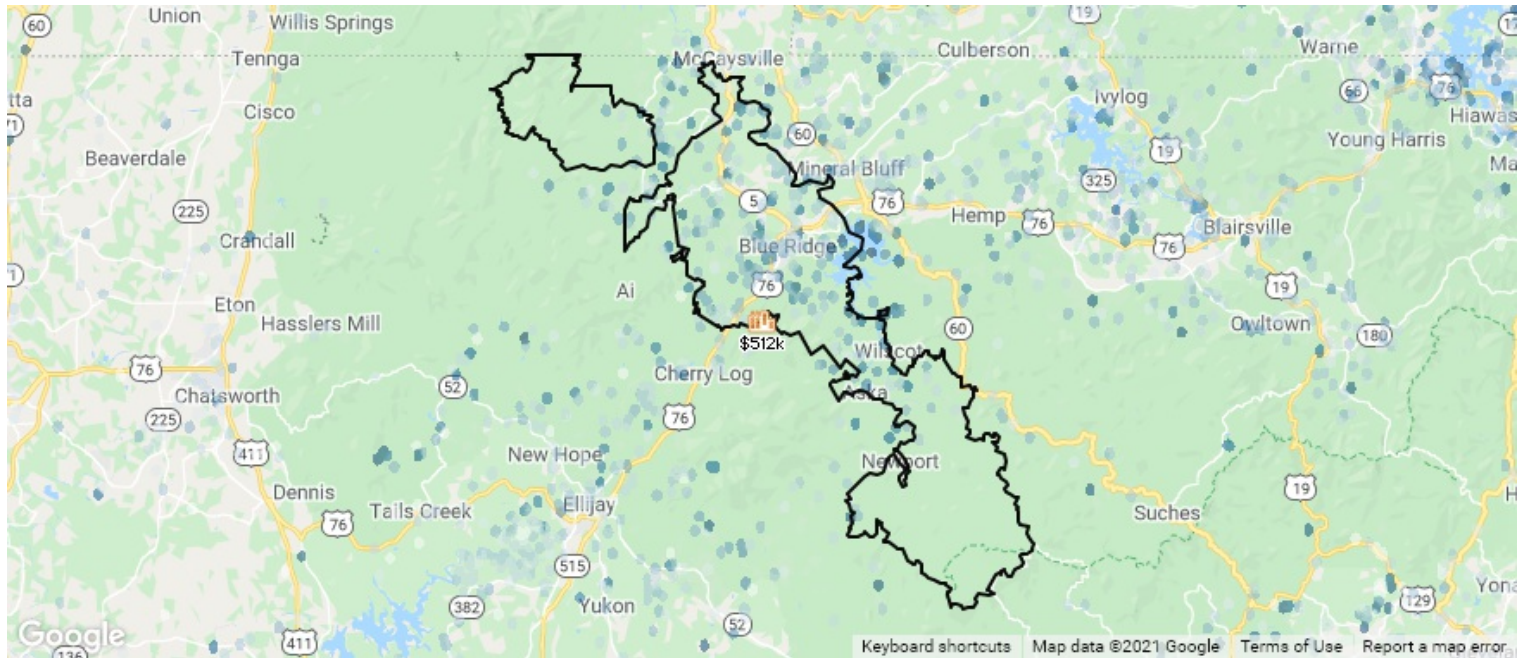 Union
Willis Springs
60
Tennga
McCaysville
19
Culberson
Warne
76
Cisco
Ivylog
66
Hiawas
71
60
Young Harris
Beaverdale
19
Mineral Bluff
325
225
5
76
Hemp
76
Blairsville
Crandall
Blue Ridge
76
71
Ai
76
19
Eton
Hasslers Mill
60
Owltown
180
$512k
Wilscot
Cherry Log
76
52
Aska
Chatsworth
225
76
411
New Hope
Newport
Dennis
19
Tails Creek
Ellijay
Suches
76
515
382
Yukon
129
52
Google
411
136
Keyboard shortcuts
Map data ©2021 Google
Terms of Use
Report a map error